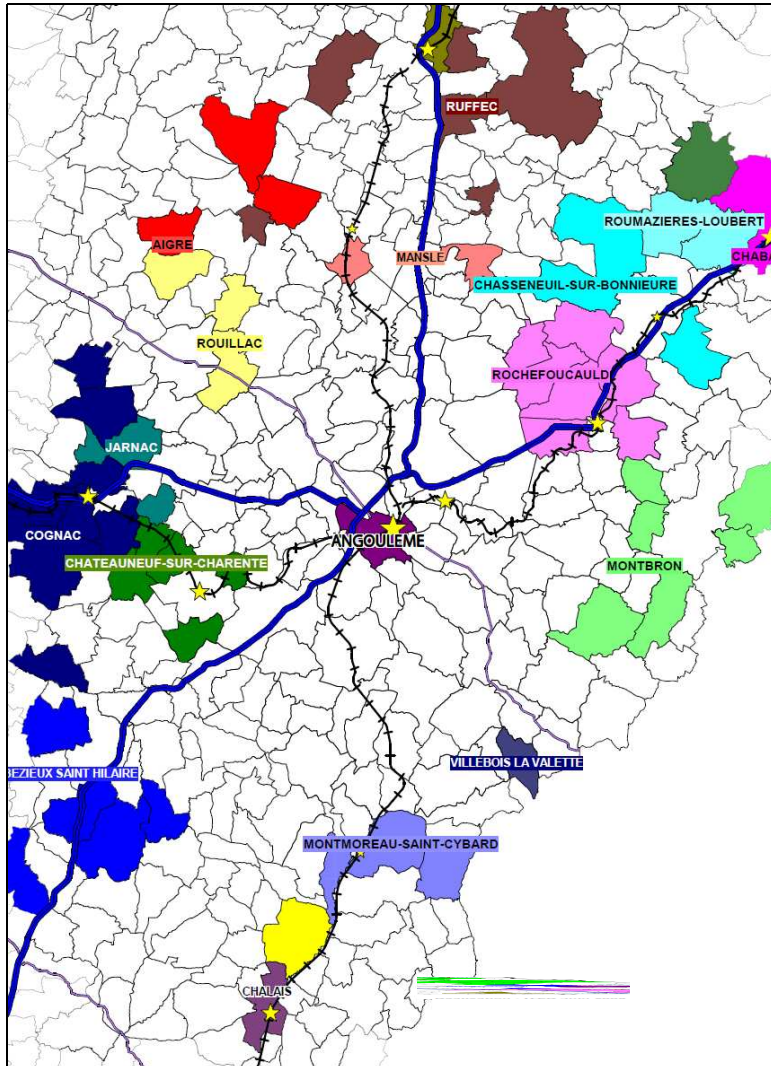 RUFFEC
ROUMAZIERES-LOUBERT
AIGRE
MANSLE
CHABA
CHASSENEUIL-SUR-BONNIEURE
ROUILLAC
ROCHEFOUCAULD
JARNAC
COGNAC
ANGOULEME
CHATEAUNEUF-SUR-CHARENTE
MONTBRON
VILLEBOIS LA VALETTE
BEZIEUX SAINT HILAIRE
MONTMOREAU-SAINT-CYBARD
CHALAIS